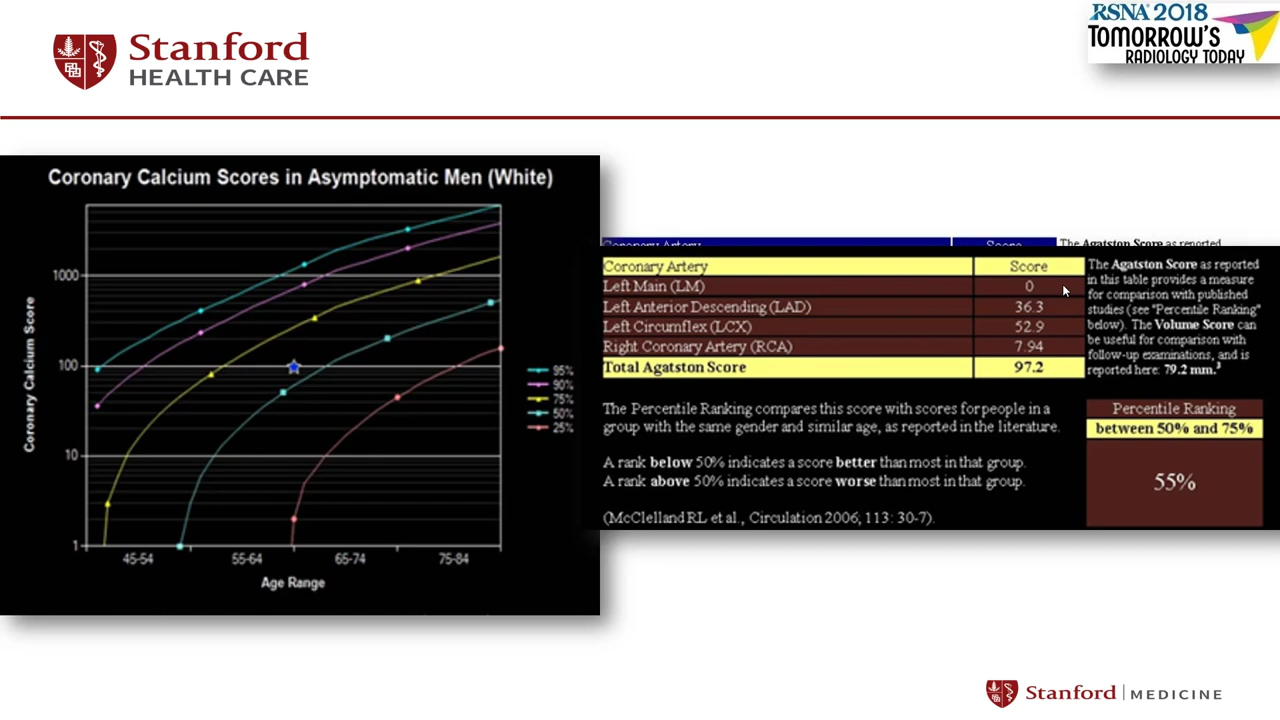 Stanford
HEALTH CARE
RSNA 2018
TOMORROW'S
RADIOLOGY TODAY
Coronary Calcium Scores in Asymptomatic Men (White)
Coronary Calcium Score
1000
100
10
1
45-54
55-64
65-74
75-84
Age Range
95%
90%
75%
50%
25%
Coronary Artery
Score
The Agatston Score as reported
Coronary Artery
Score
Left Main (LM)
0
Left Anterior Descending (LAD)
36.3
Left Circumflex (LCX)
52.9
Right Coronary Artery (RCA)
7.94
Total Agatston Score
97.2
The Agatston Score as reported
in this table provides a measure
for comparison with published
studies (see "Percentile Ranking"
below). The Volume Score can
be useful for comparison with
follow-up examinations, and is
reported here: 79.2 mm.³
The Percentile Ranking compares this score with scores for people in a
group with the same gender and similar age, as reported in the literature.
A rank below 50% indicates a score better than most in that group.
A rank above 50% indicates a score worse than most in that group.
(McClelland RL et al., Circulation 2006; 113: 30-7).
Percentile Ranking
between 50% and 75%
55%
Stanford | MEDICINE